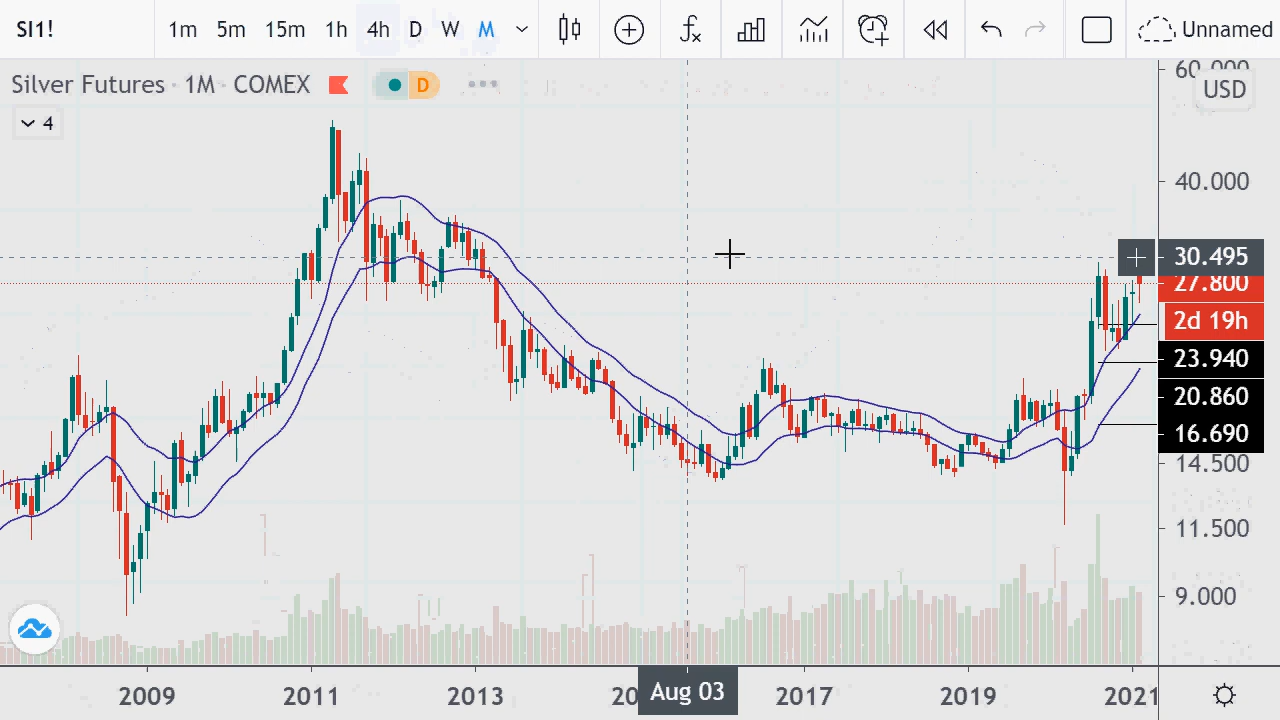 SI1! 1m 5m 15m 1h 4h D W M Unnamed
Silver Futures · 1M · COMEX D
60.000
USD
4
40.000
30.495
27.800
2d 19h
23.940
20.860
16.690
14.500
11.500
9.000
2009 2011 2013 20 Aug 03 2017 2019 2021